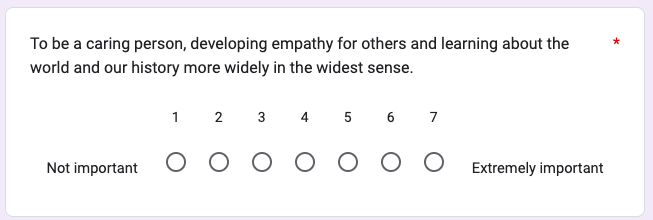 To be a caring person, developing empathy for others and learning about the *
world and our history more widely in the widest sense.
1 2 3 4 5 6 7
Not important Extremely important